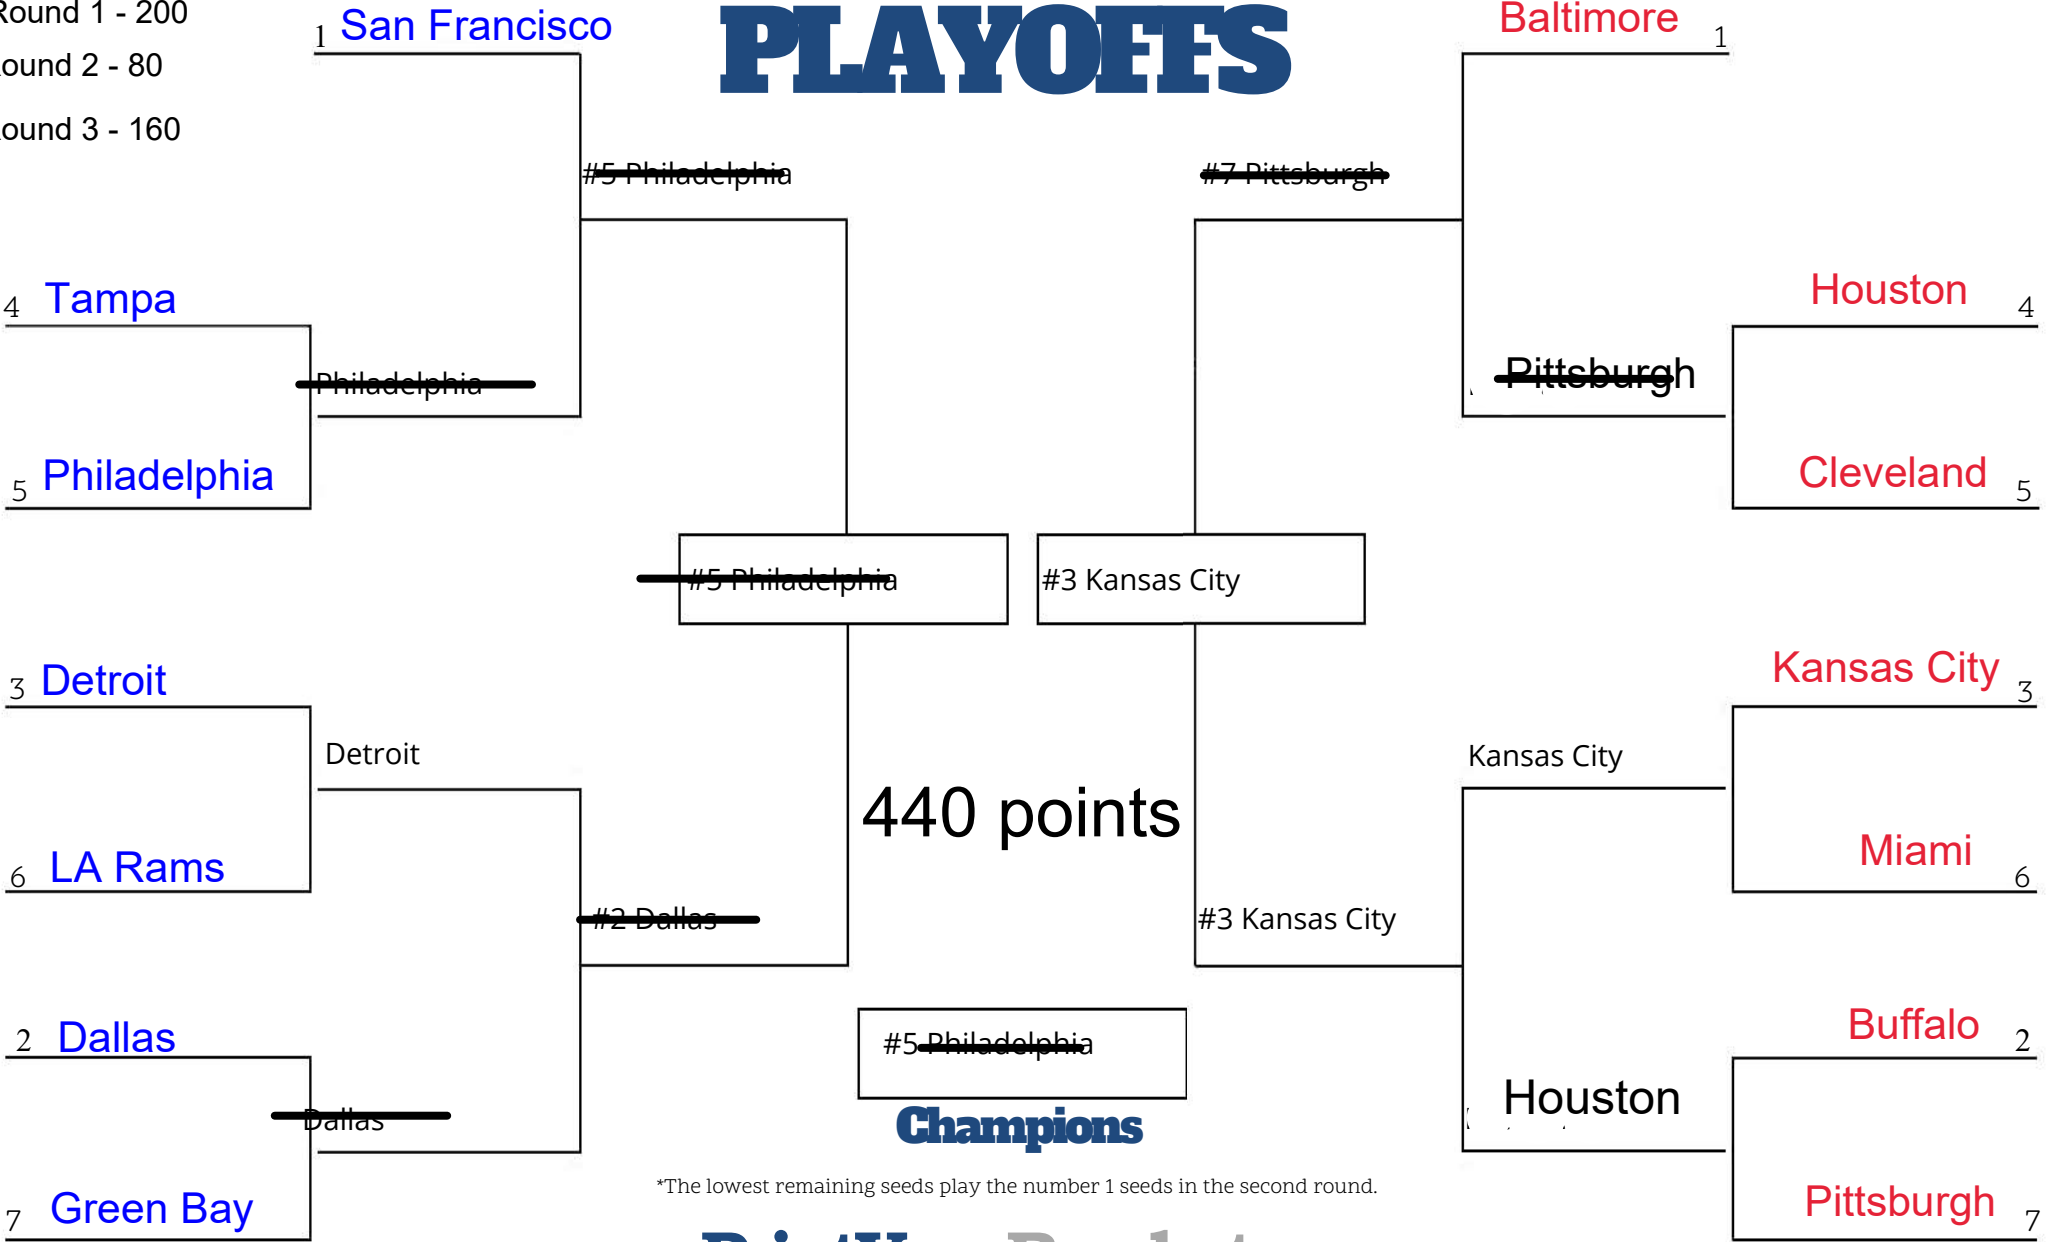 Round 1 - 200
ound 2 - 80
ound 3 - 160
PLAYOFFS
1 San Francisco
Baltimore 1
#5 Philadelphia
#7 Pittsburgh
4 Tampa
Houston 4
Philadelphia
Pittsburgh
5 Philadelphia
Cleveland 5
#5 Philadelphia
#3 Kansas City
3 Detroit
Kansas City 3
Detroit
Kansas City
440 points
6 LA Rams
Miami 6
#2 Dallas
#3 Kansas City
2 Dallas
Buffalo 2
#5 Philadelphia
Dallas
Houston
Champions
*The lowest remaining seeds play the number 1 seeds in the second round.
7 Green Bay
Pittsburgh 7